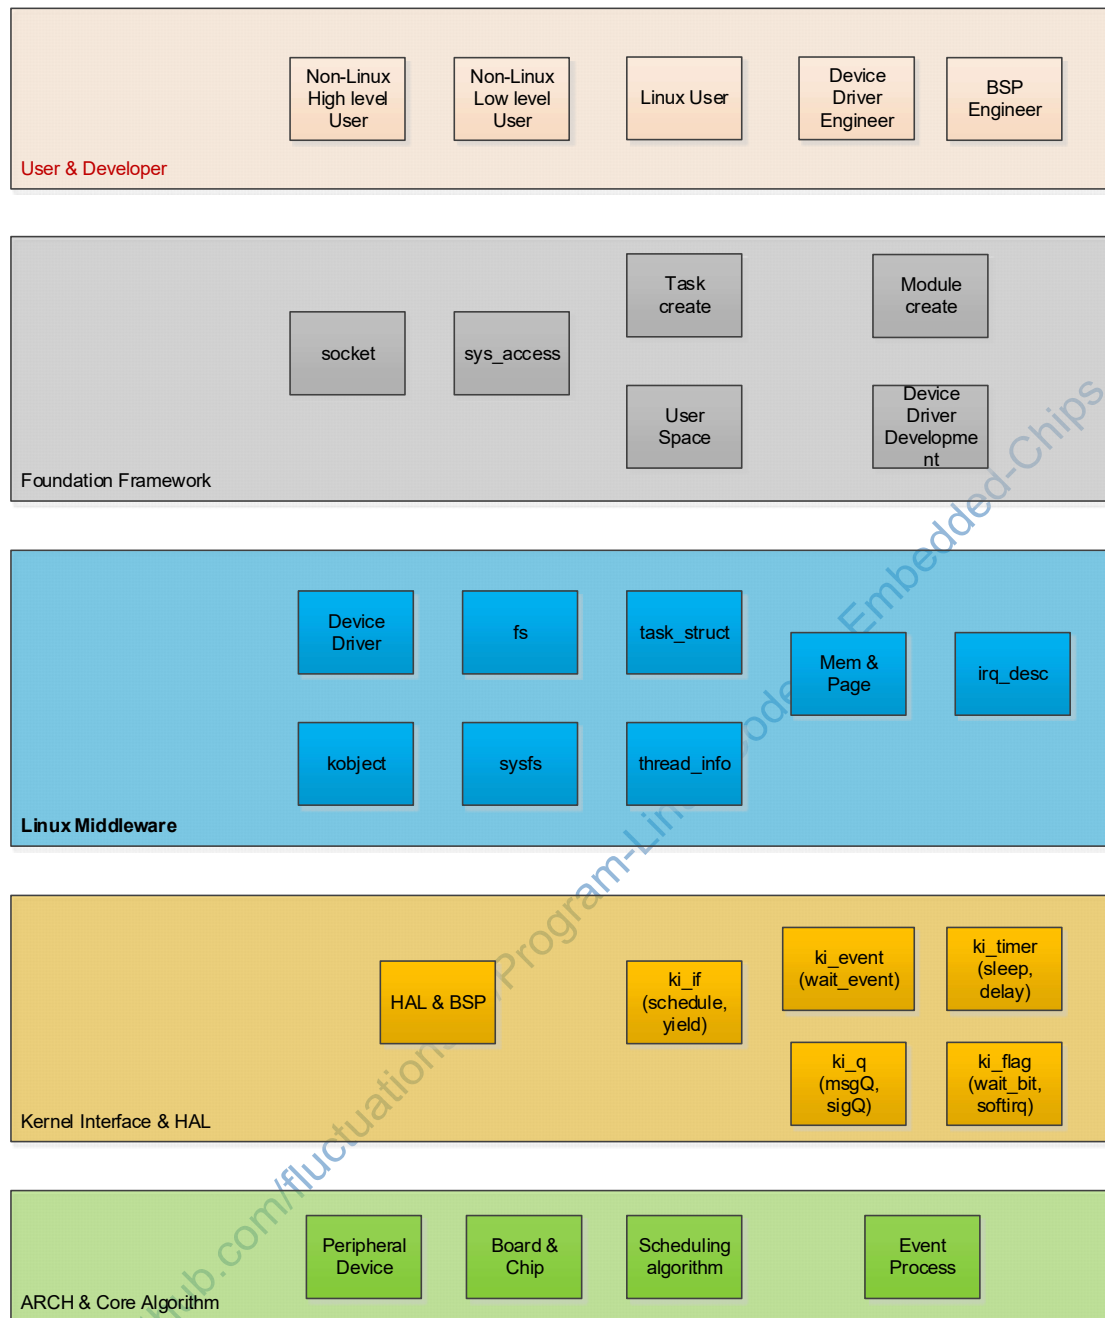 Non-Linux
High level
User
Non-Linux
Low level
User
Linux User
Device
Driver
Engineer
BSP
Engineer
User & Developer
Task
create
Module
create
socket
sys_access
User
Space
Device
Driver
Developme
nt
Foundation Framework
Device
Driver
fs
task_struct
Mem &
Page
irq_desc
kobject
sysfs
thread_info
Linux Middleware
HAL & BSP
ki_if
(schedule,
yield)
ki_event
(wait_event)
ki_timer
(sleep,
delay)
ki_q
(msgQ,
sigQ)
ki_flag
(wait_bit,
softirq)
Kernel Interface & HAL
Peripheral
Device
Board &
Chip
Scheduling
algorithm
Event
Process
ARCH & Core Algorithm